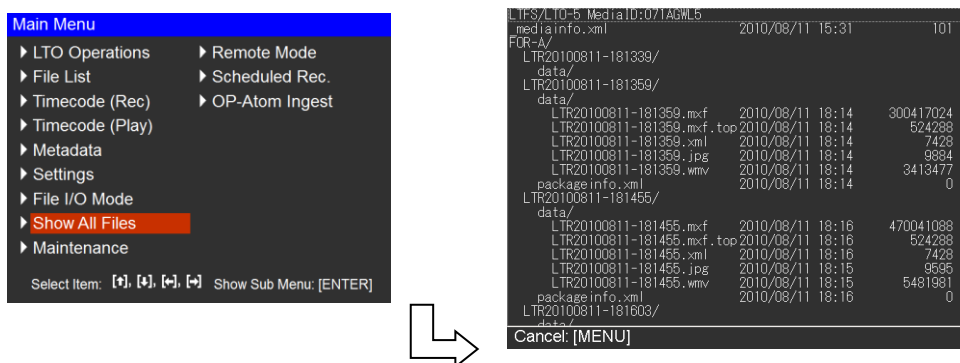 Main Menu
LTO Operations
File List
Timecode (Rec)
Timecode (Play)
Metadata
Settings
File I/O Mode
Show All Files
Maintenance
Remote Mode
Scheduled Rec.
OP-Atom Ingest
Select Item: [↑], [↓], [←], [→] Show Sub Menu: [ENTER]
LTFS/LTO-5 MediaID:071AGWL5
_mediainfo.xml 2010/08/11 15:31 101
FOR-A/
LTR20100811-181339/
data/
LTR20100811-181359/
data/
LTR20100811-181359.mxf 2010/08/11 18:14 300417024
LTR20100811-181359.mxf.top 2010/08/11 18:14 524288
LTR20100811-181359.xml 2010/08/11 18:14 7428
LTR20100811-181359.jpg 2010/08/11 18:14 9884
LTR20100811-181359.wmv 2010/08/11 18:14 3413477
packageinfo.xml 2010/08/11 18:14 0
LTR20100811-181455/
data/
LTR20100811-181455.mxf 2010/08/11 18:16 470041088
LTR20100811-181455.mxf.top 2010/08/11 18:16 524288
LTR20100811-181455.xml 2010/08/11 18:16 7428
LTR20100811-181455.jpg 2010/08/11 18:15 9595
LTR20100811-181455.wmv 2010/08/11 18:15 5481981
packageinfo.xml 2010/08/11 18:16 0
LTR20100811-181603/
data/
Cancel: [MENU]